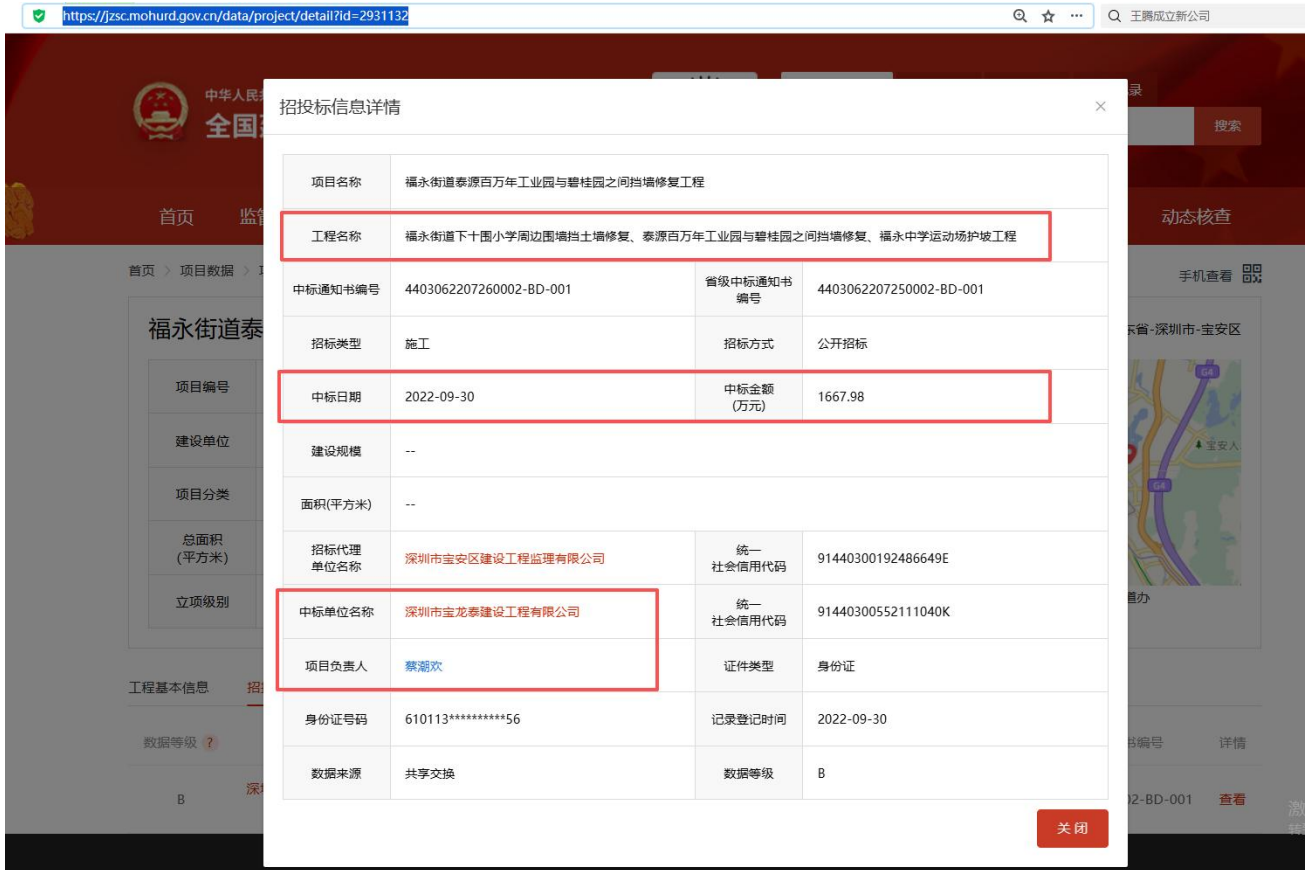 https://jzsc.mohurd.gov.cn/data/project/detail?id=2931132
王腾成立新公司
中华人民
全国
招投标信息详情
录
搜索
首页
动态核查
首页 > 项目数据 >
手机查看
福永街道泰
省-深圳市-宝安区
项目名称 福永街道泰源百万年工业园与碧桂园之间挡墙修复工程
工程名称 福永街道下十围小学周边围墙挡土墙修复、泰源百万年工业园与碧桂园之间挡墙修复、福永中学运动场护坡工程
中标通知书编号 4403062207260002-BD-001 省级中标通知书
编号 4403062207250002-BD-001
招标类型 施工 招标方式 公开招标
中标日期 2022-09-30 中标金额
(万元) 1667.98
建设规模 --
面积(平方米) --
招标代理
单位名称 深圳市宝安区建设工程监理有限公司 统一
社会信用代码 91440300192486649E
中标单位名称 深圳市宝龙泰建设工程有限公司 统一
社会信用代码 91440300552111040K
项目负责人 蔡潮欢 证件类型 身份证
身份证号码 610113**********56 记录登记时间 2022-09-30
数据来源 共享交换 数据等级 B
关闭
项目编号
建设单位
项目分类
总面积
(平方米)
立项级别
G4
宝安人
G4
道办
工程基本信息
数据等级 ?
书编号
详情
B
02-BD-001
查看